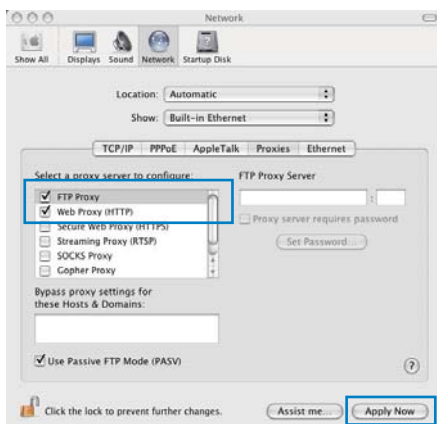 Network
Show All Displays Sound Network Startup Disk
Location: Automatic
Show: Built-in Ethernet
TCP/IP PPPoE AppleTalk Proxies Ethernet
Select a proxy server to configure: FTP Proxy Server
FTP Proxy :
Web Proxy (HTTP) Proxy server requires password
Secure Web Proxy (HTTPS)
Streaming Proxy (RTSP) Set Password...
SOCKS Proxy
Gopher Proxy
Bypass proxy settings for
these Hosts & Domains:
Use Passive FTP Mode (PASV) ?
Click the lock to prevent further changes. Assist me... Apply Now